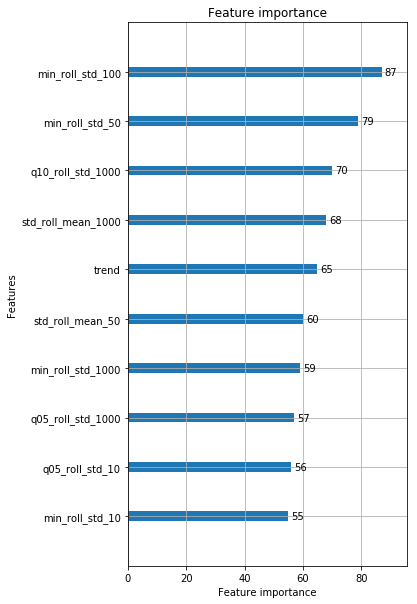 Feature importance
min_roll_std_100 87
min_roll_std_50 79
q10_roll_std_1000 70
std_roll_mean_1000 68
trend 65
std_roll_mean_50 60
min_roll_std_1000 59
q05_roll_std_1000 57
q05_roll_std_10 56
min_roll_std_10 55
Features
0 20 40 60 80
Feature importance